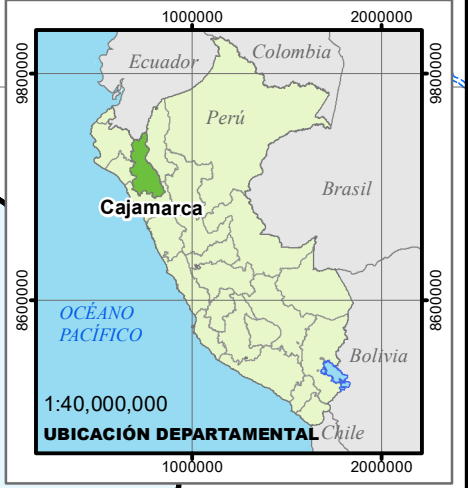 1000000 2000000
Ecuador
Colombia
9800000
9800000
Perú
Brasil
Cajamarca
8600000
8600000
OCÉANO
PACÍFICO
Bolivia
1:40,000,000
UBICACIÓN DEPARTAMENTAL
Chile
1000000 2000000